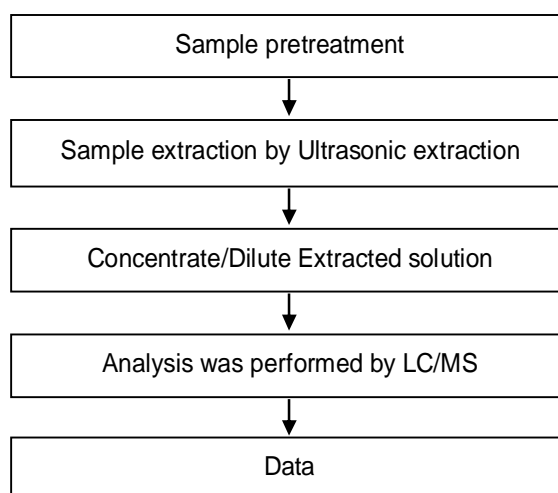 Sample pretreatment
Sample extraction by Ultrasonic extraction
Concentrate/Dilute Extracted solution
Analysis was performed by LC/MS
Data